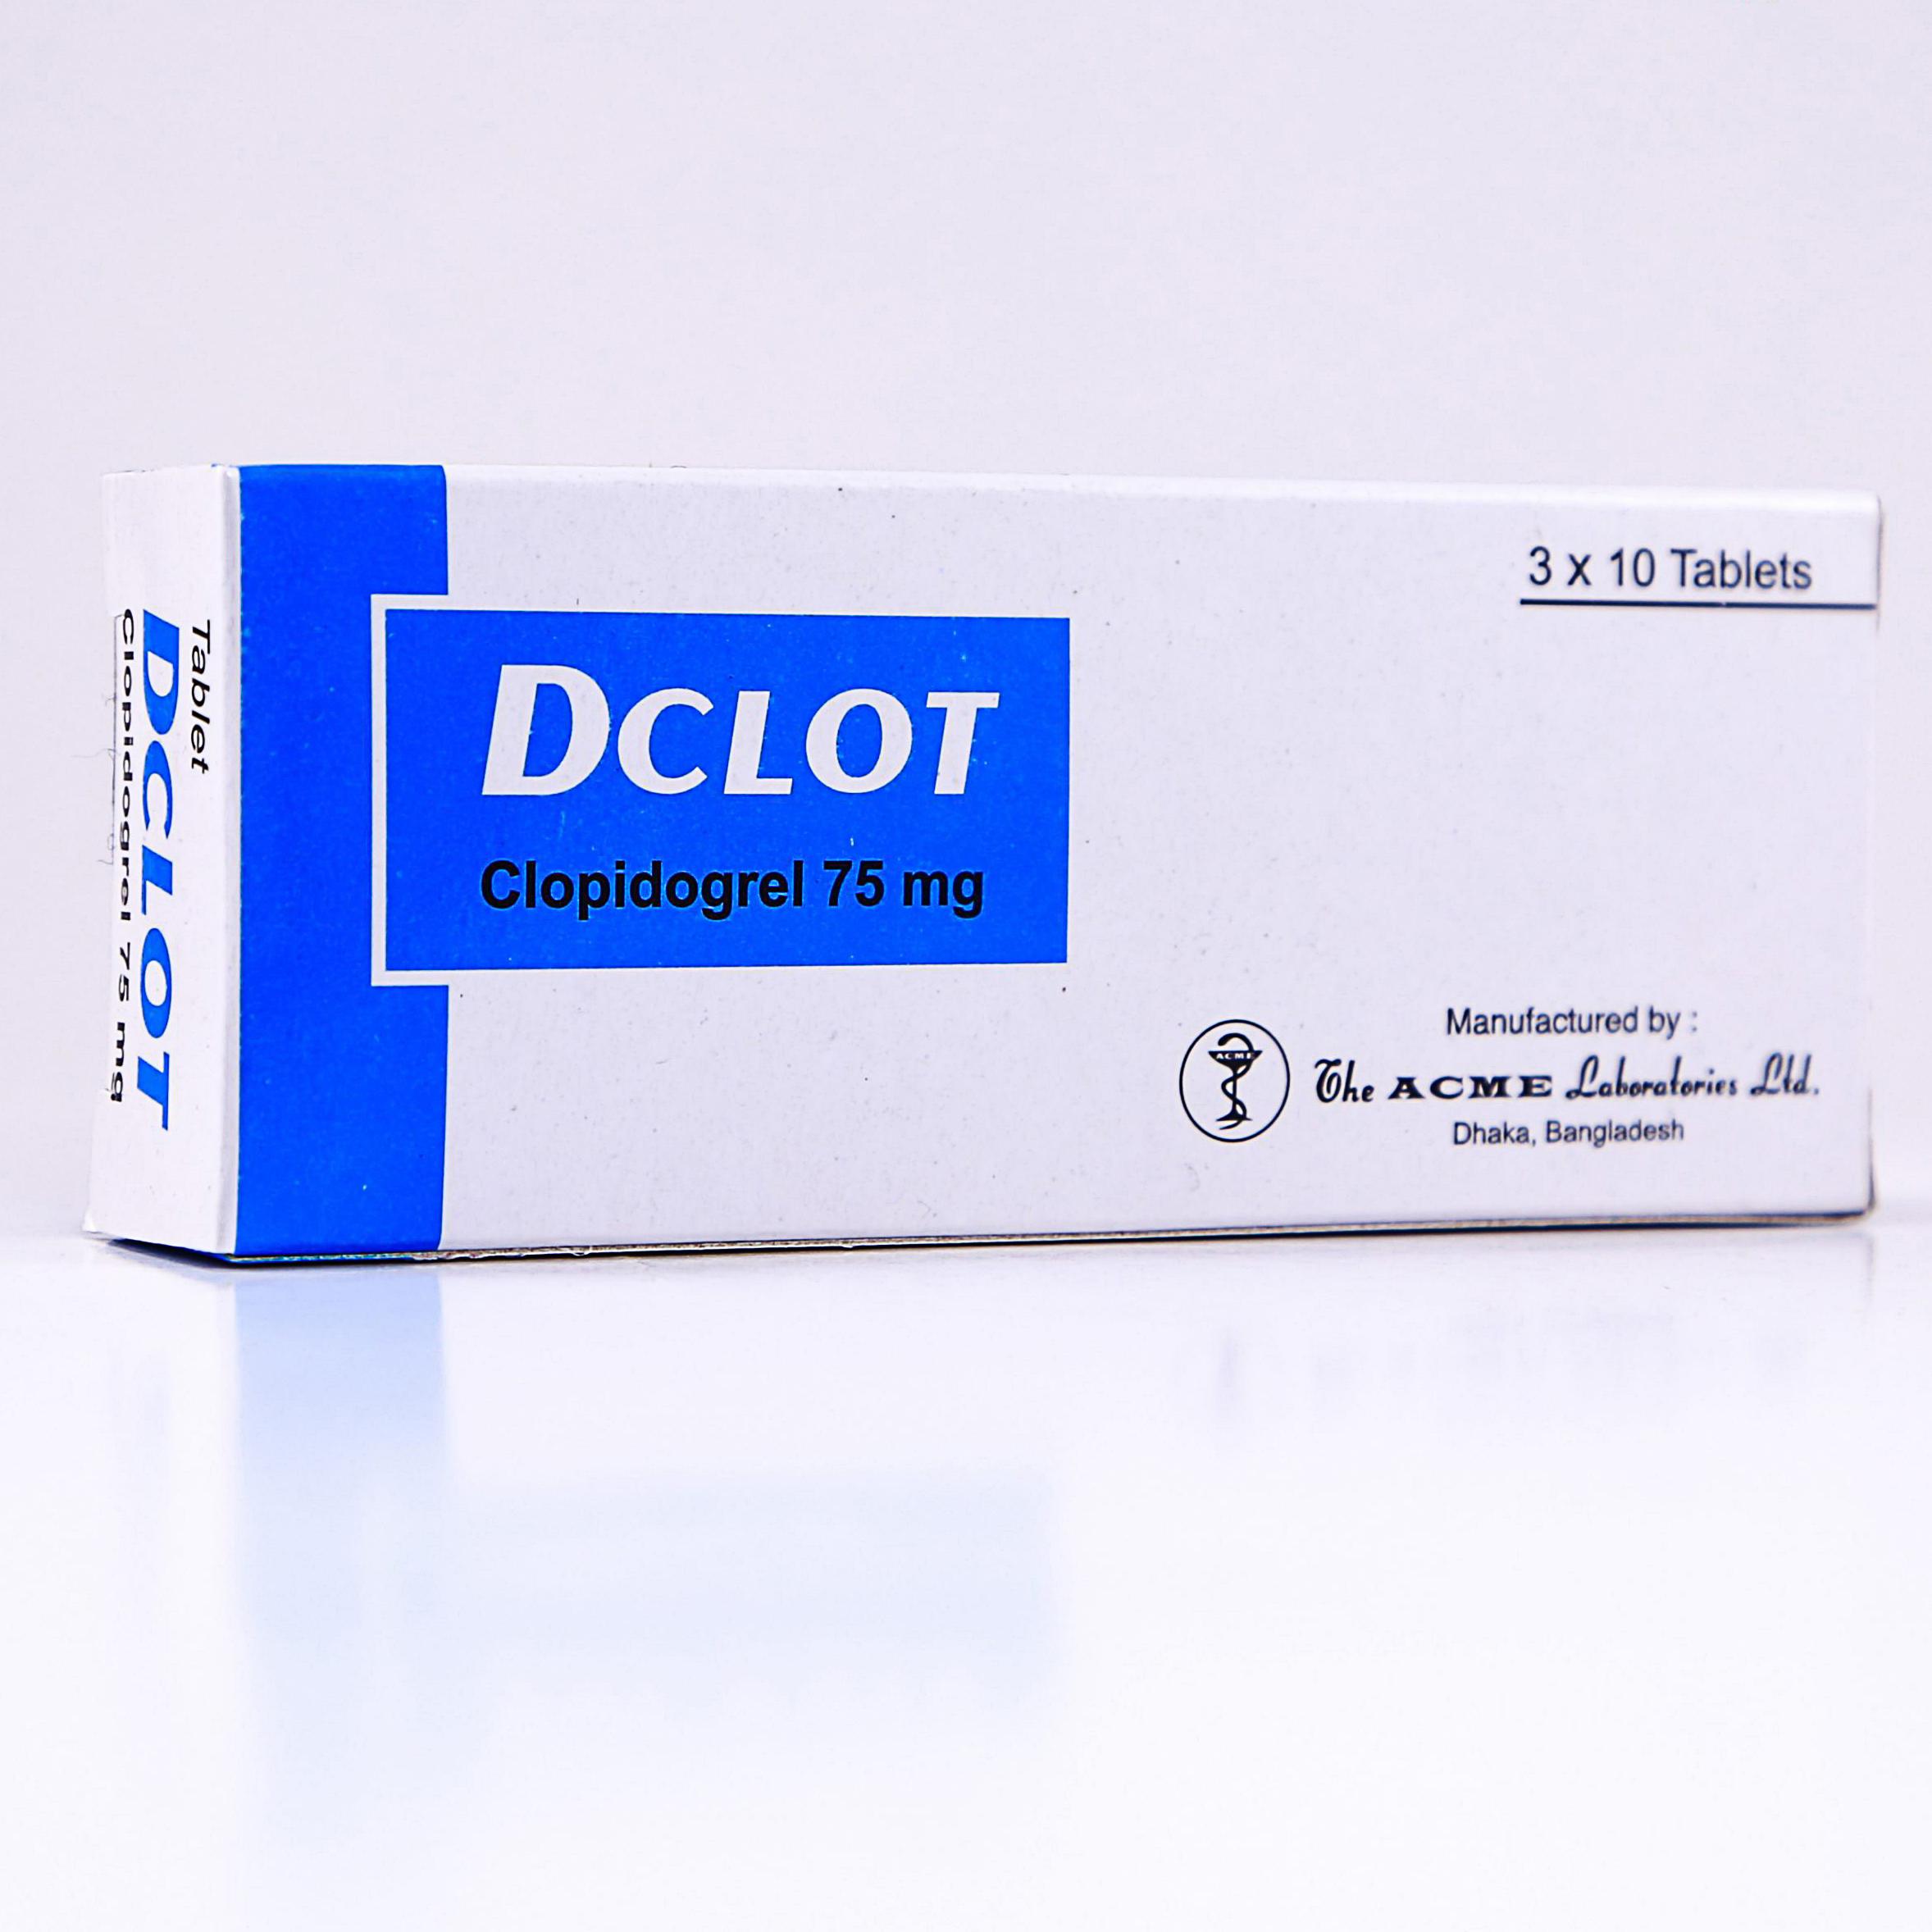 Tablet
DCLOT
Clopidogrel 75 mg
DCLOT
Clopidogrel 75 mg
3 x 10 Tablets
Manufactured by :
ACME
The ACME Laboratories Ltd.
Dhaka, Bangladesh